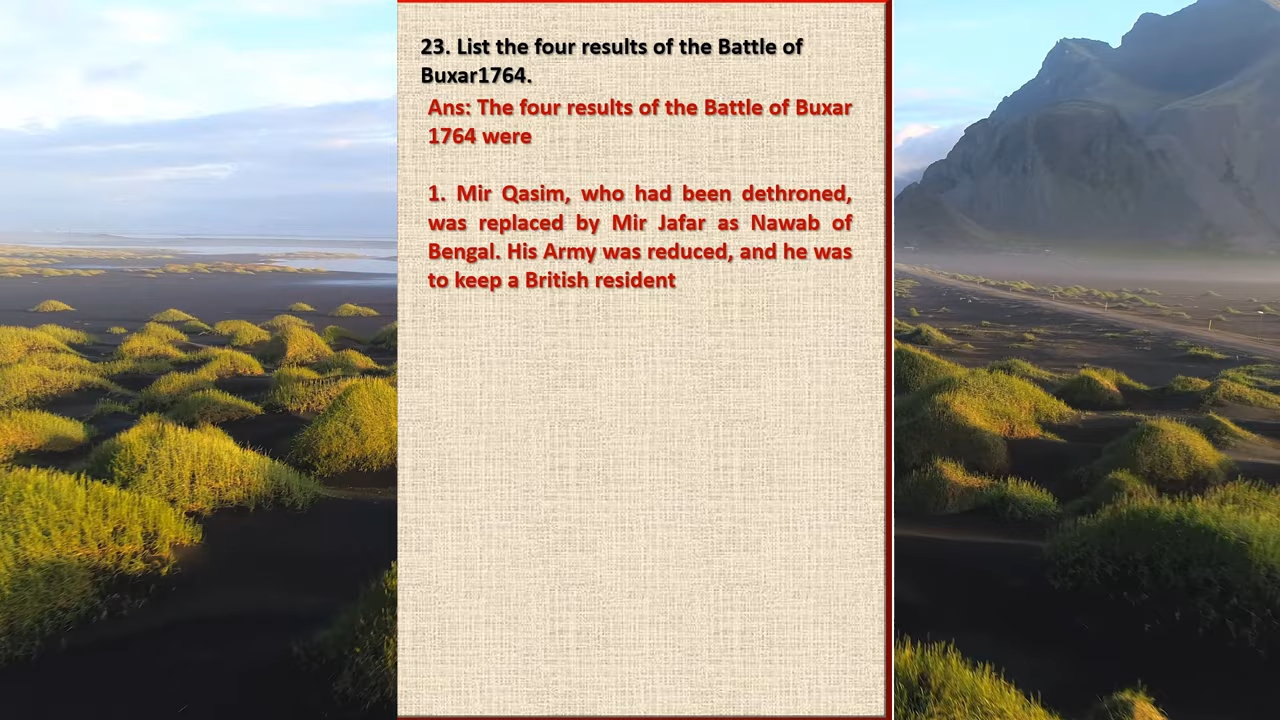 23. List the four results of the Battle of
Buxar1764.
Ans: The four results of the Battle of Buxar
1764 were
1. Mir Qasim, who had been dethroned,
was replaced by Mir Jafar as Nawab of
Bengal. His Army was reduced, and he was
to keep a British resident